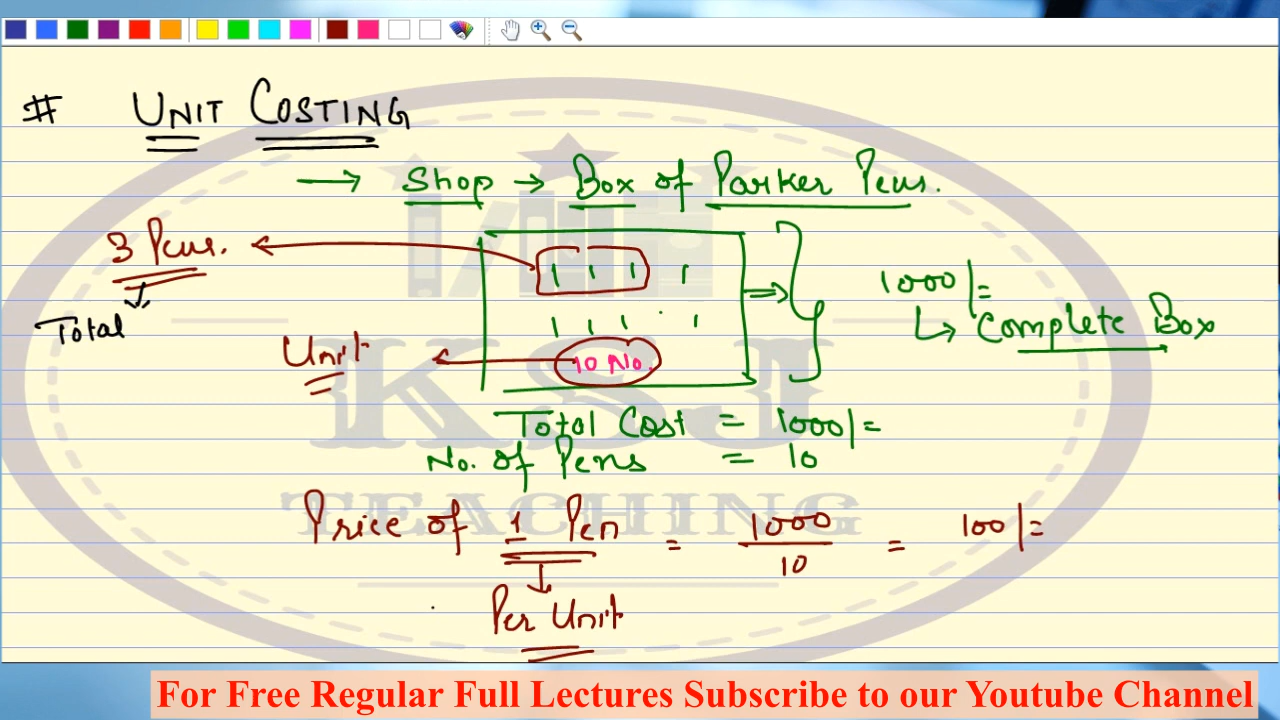 # UNIT COSTING
→ Shop → Box of Parker Pens.
3 Pens.
Total
1000/=
↳ Complete Box
Unit
10 No.
Total Cost = 1000/=
No. of Pens = 10
Price of 1 Pen = 1000/10 = 100/=
Per Unit
KSJ
TEACHING
For Free Regular Full Lectures Subscribe to our Youtube Channel